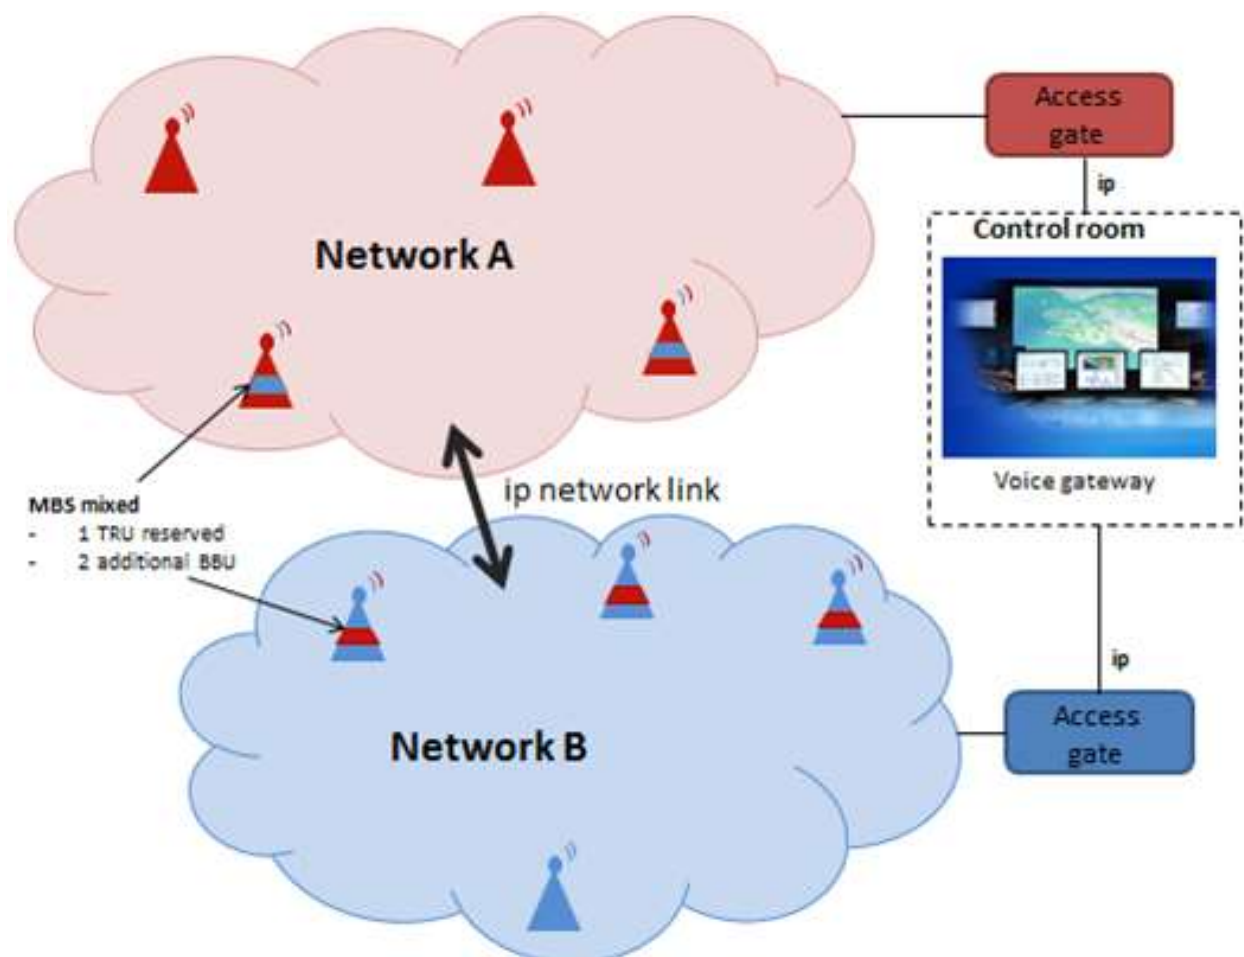 Access
gate
ip
Control room
Network A
Voice gateway
ip network link
MBS mixed
- 1 TRU reserved
- 2 additional BBU
ip
Network B
Access
gate